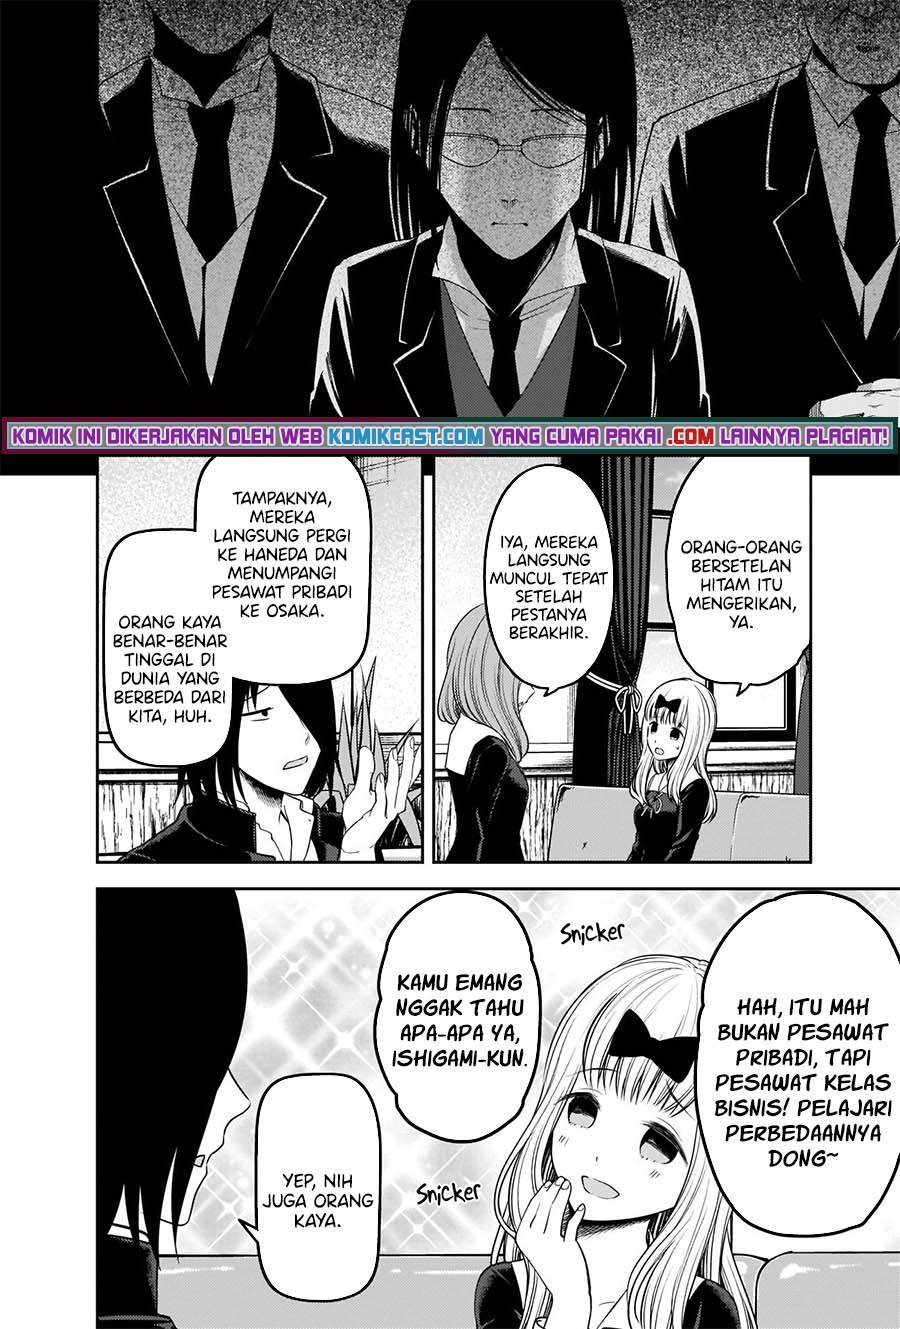 KOMIK INI DIKERJAKAN OLEH WEB KOMIKCAST.COM YANG CUMA PAKAI .COM LAINNYA PLAGIAT!
ORANG-ORANG
BERSETELAN
HITAM ITU
MENGERIKAN,
YA.
IYA, MEREKA
LANGSUNG
MUNCUL TEPAT
SETELAH
PESTANYA
BERAKHIR.
TAMPAKNYA,
MEREKA
LANGSUNG PERGI
KE HANEDA DAN
MENUMPANGI
PESAWAT PRIBADI
KE OSAKA.
ORANG KAYA
BENAR-BENAR
TINGGAL DI
DUNIA YANG
BERBEDA DARI
KITA, HUH.
HAH, ITU MAH
BUKAN PESAWAT
PRIBADI, TAPI
PESAWAT KELAS
BISNIS! PELAJARI
PERBEDAANNYA
DONG~
Snicker
KAMU EMANG
NGGAK TAHU
APA-APA YA,
ISHIGAMI-KUN.
Snicker
YEP, NIH
JUGA ORANG
KAYA.